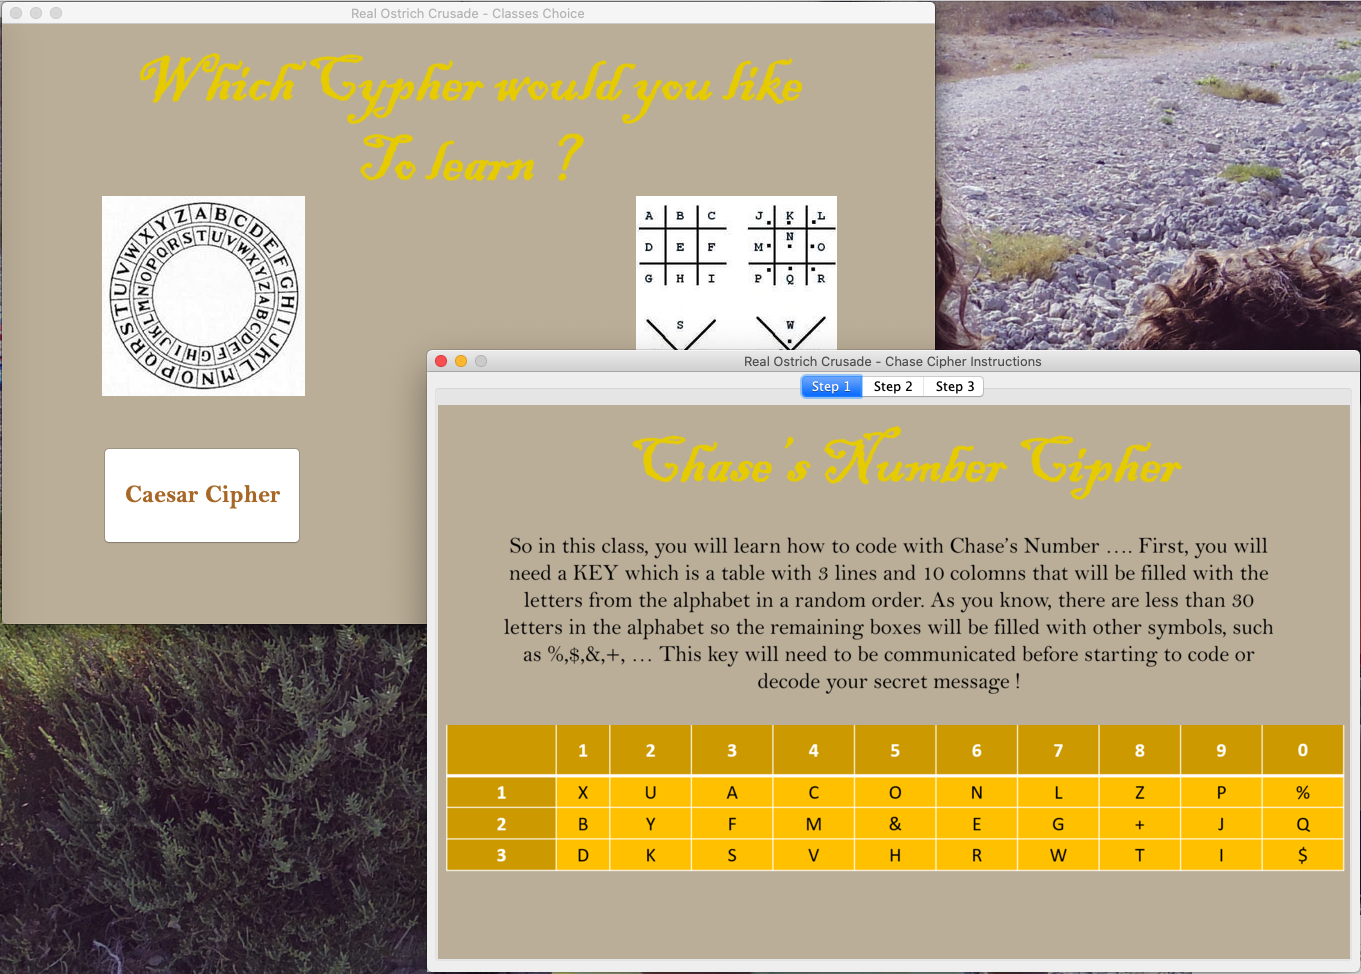 Real Ostrich Crusade - Classes Choice
Which Cypher would you like
To learn ?
A B C D E F G H I J K L M N O P Q R S T U V W X Y Z
A B C D E F G H I J K L M N O P Q R S T U V W X Y Z
A B C J K L
D E F M N O
G H I P Q R
S W
Caesar Cipher
Real Ostrich Crusade - Chase Cipher Instructions
Step 1 Step 2 Step 3
Chase's Number Cipher
So in this class, you will learn how to code with Chase's Number …. First, you will
need a KEY which is a table with 3 lines and 10 colomns that will be filled with the
letters from the alphabet in a random order. As you know, there are less than 30
letters in the alphabet so the remaining boxes will be filled with other symbols, such
as %,$,&,+, … This key will need to be communicated before starting to code or
decode your secret message !
1 2 3 4 5 6 7 8 9 0
1 X U A C O N L Z P %
2 B Y F M & E G + J Q
3 D K S V H R W T I $